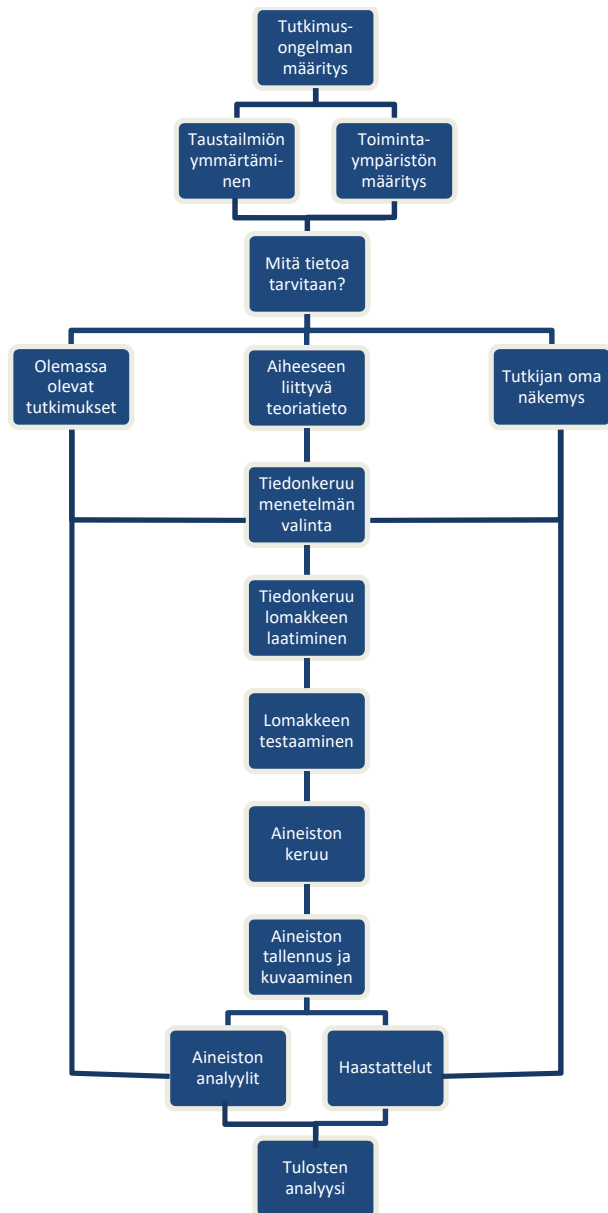 Tutkimus-
ongelman
määritys
Taustailmiön
ymmärtämi-
nen
Toiminta-
ympäristön
määritys
Mitä tietoa
tarvitaan?
Olemassa
olevat
tutkimukset
Aiheeseen
liittyvä
teoriatieto
Tutkijan oma
näkemys
Tiedonkeruu
menetelmän
valinta
Tiedonkeruu
lomakkeen
laatiminen
Lomakkeen
testaaminen
Aineiston
keruu
Aineiston
tallennus ja
kuvaaminen
Aineiston
analyylit
Haastattelut
Tulosten
analyysi